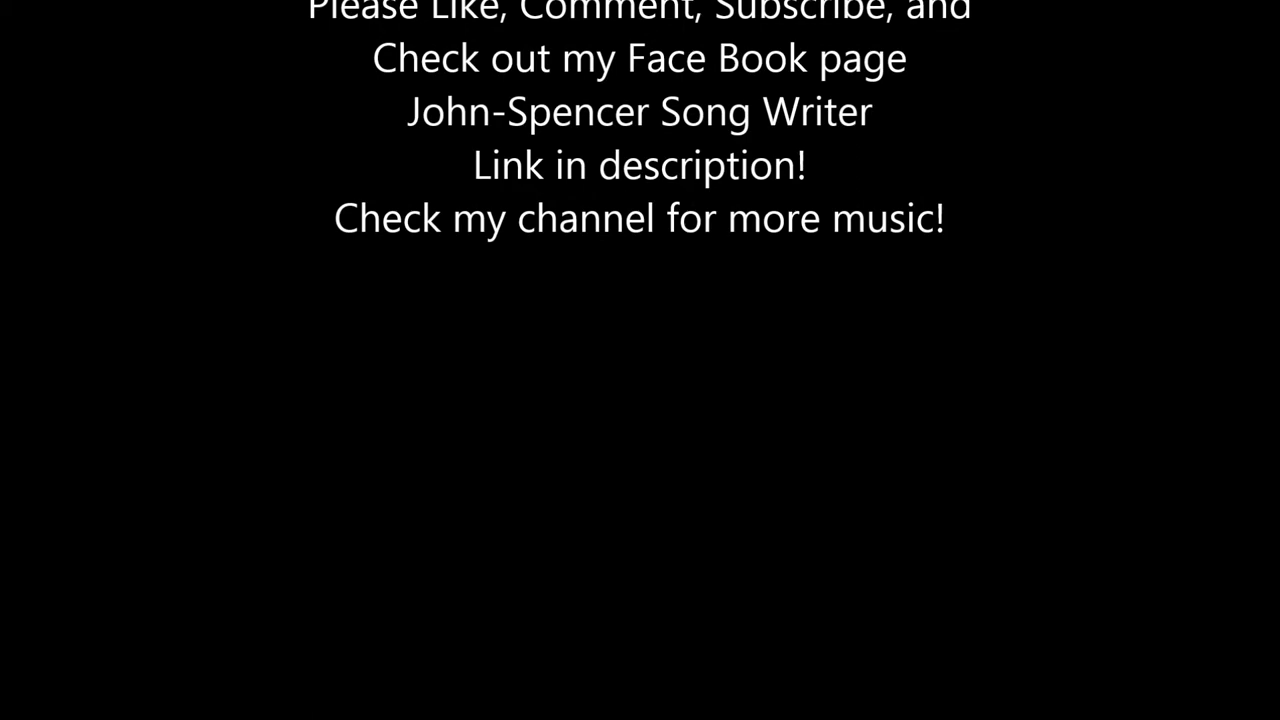 Please Like, Comment, Subscribe, and
Check out my Face Book page
John-Spencer Song Writer
Link in description!
Check my channel for more music!